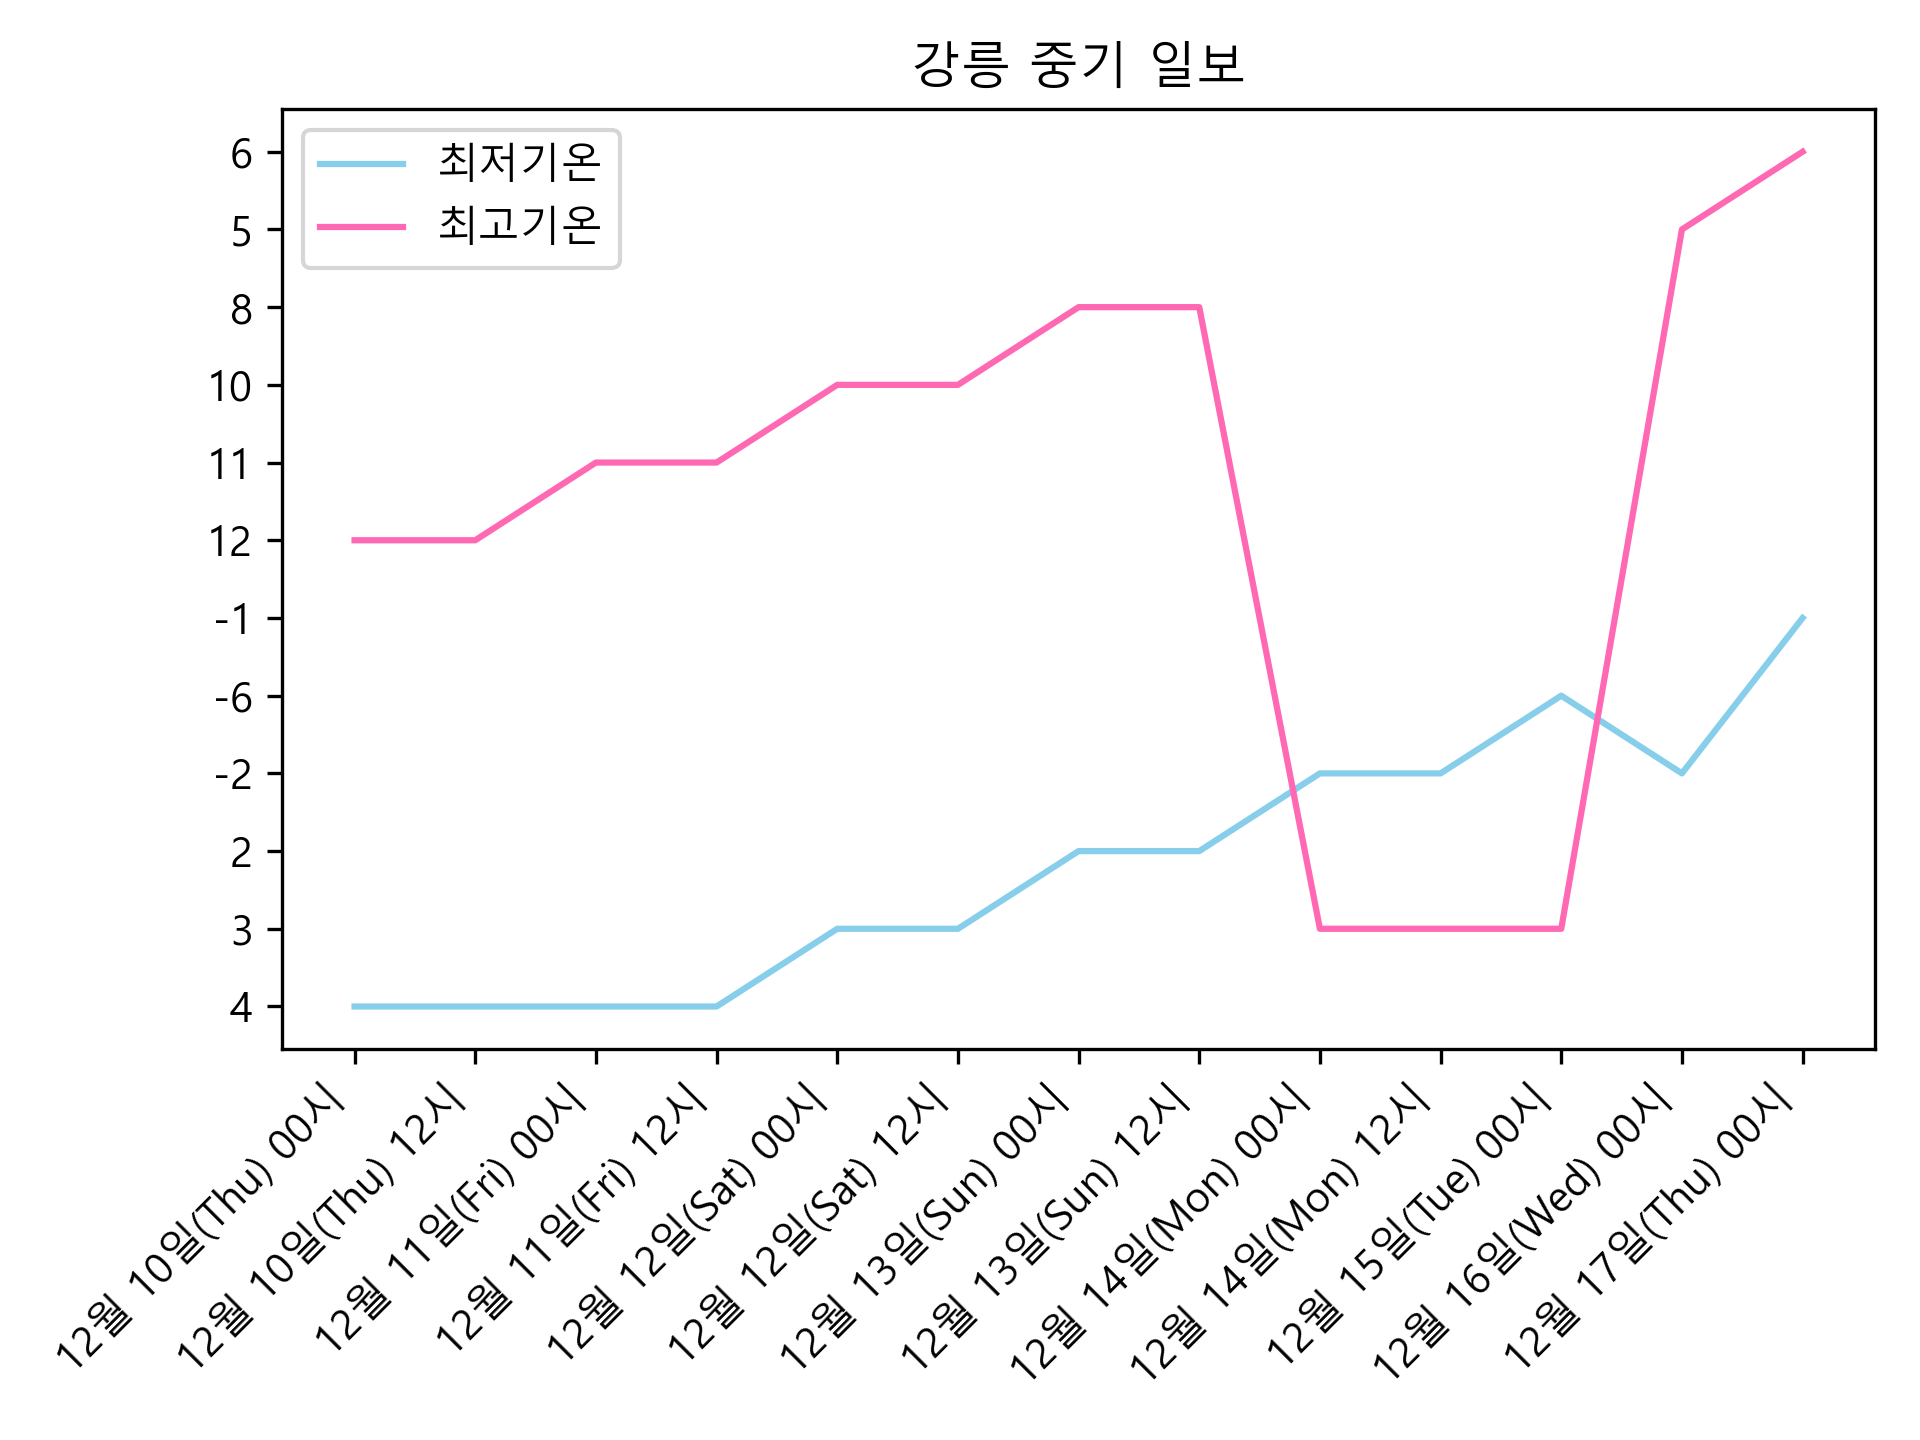 강릉 중기 일보
최저기온
최고기온
6
5
8
10
11
12
-1
-6
-2
2
3
4
12월 10일(Thu) 00시
12월 10일(Thu) 12시
12월 11일(Fri) 00시
12월 11일(Fri) 12시
12월 12일(Sat) 00시
12월 12일(Sat) 12시
12월 13일(Sun) 00시
12월 13일(Sun) 12시
12월 14일(Mon) 00시
12월 14일(Mon) 12시
12월 15일(Tue) 00시
12월 16일(Wed) 00시
12월 17일(Thu) 00시